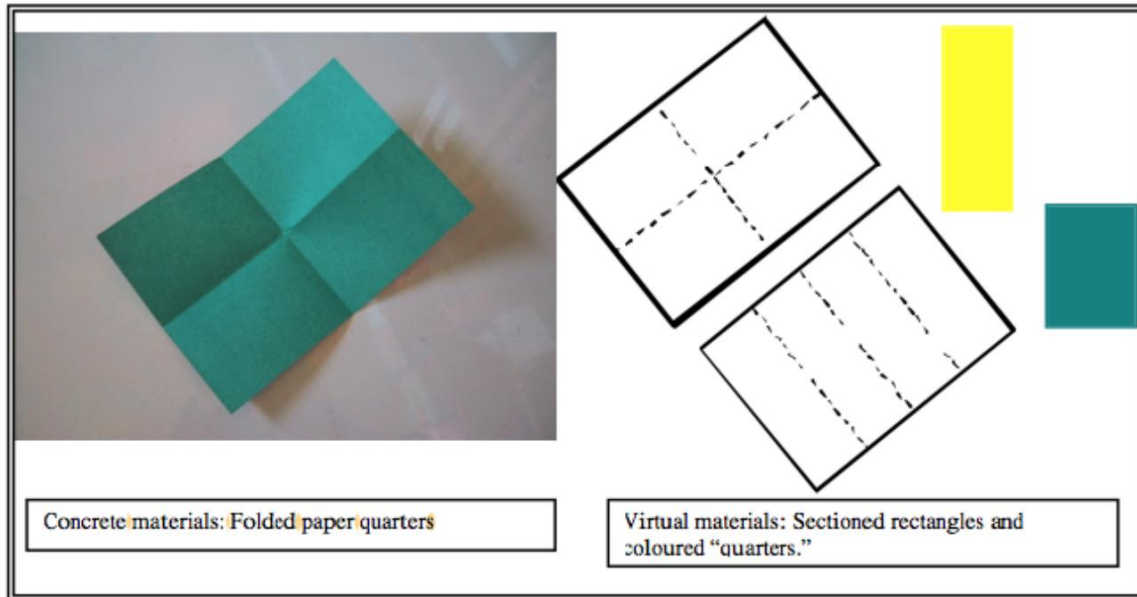 Concrete materials: Folded paper quarters
Virtual materials: Sectioned rectangles and
coloured “quarters.”